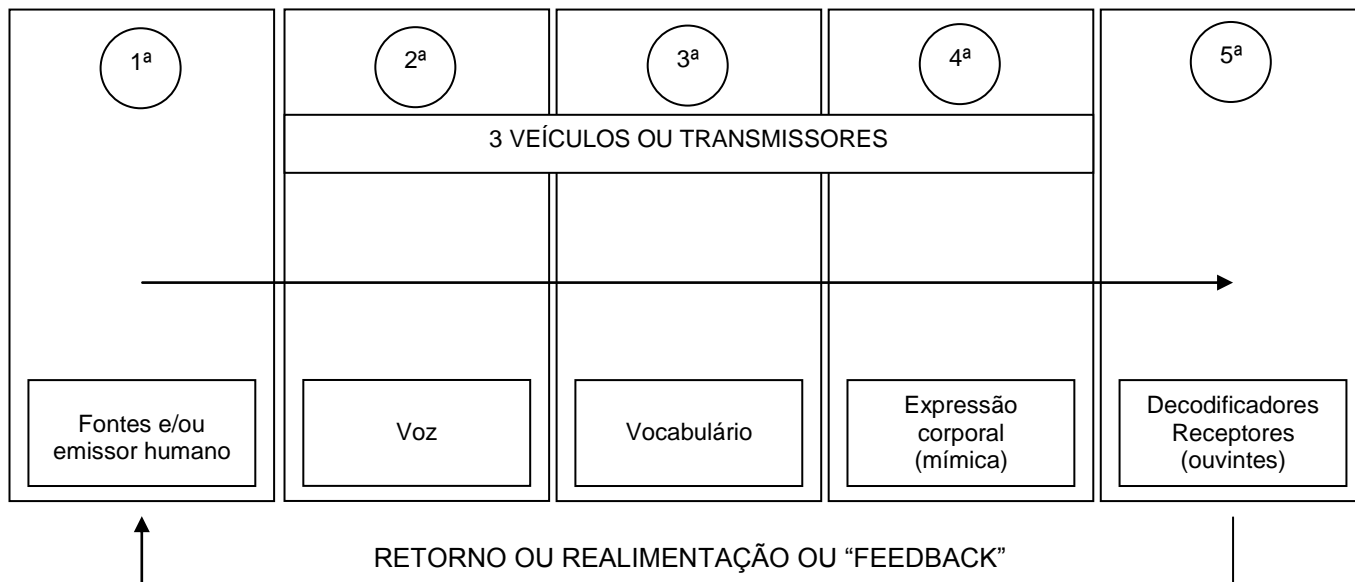 1ª
2ª
3ª
4ª
5ª
3 VEÍCULOS OU TRANSMISSORES
Fontes e/ou
emissor humano
Voz
Vocabulário
Expressão
corporal
(mímica)
Decodificadores
Receptores
(ouvintes)
RETORNO OU REALIMENTAÇÃO OU “FEEDBACK”